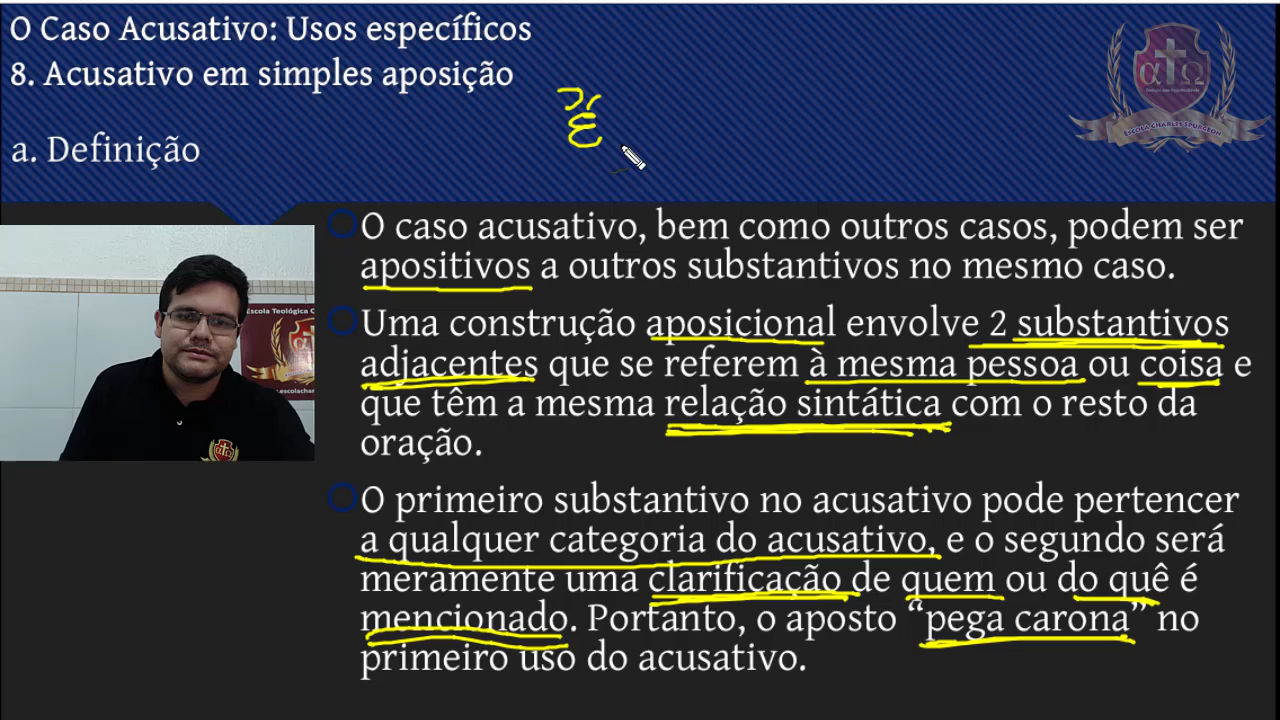 O Caso Acusativo: Usos específicos
8. Acusativo em simples aposição
a. Definição
α Ω
ESCOLA CHARLES SPURGEON
O caso acusativo, bem como outros casos, podem ser
apositivos a outros substantivos no mesmo caso.
Uma construção aposicional envolve 2 substantivos
adjacentes que se referem à mesma pessoa ou coisa e
que têm a mesma relação sintática com o resto da
oração.
O primeiro substantivo no acusativo pode pertencer
a qualquer categoria do acusativo, e o segundo será
meramente uma clarificação de quem ou do quê é
mencionado. Portanto, o aposto “pega carona” no
primeiro uso do acusativo.
Escola Teológica